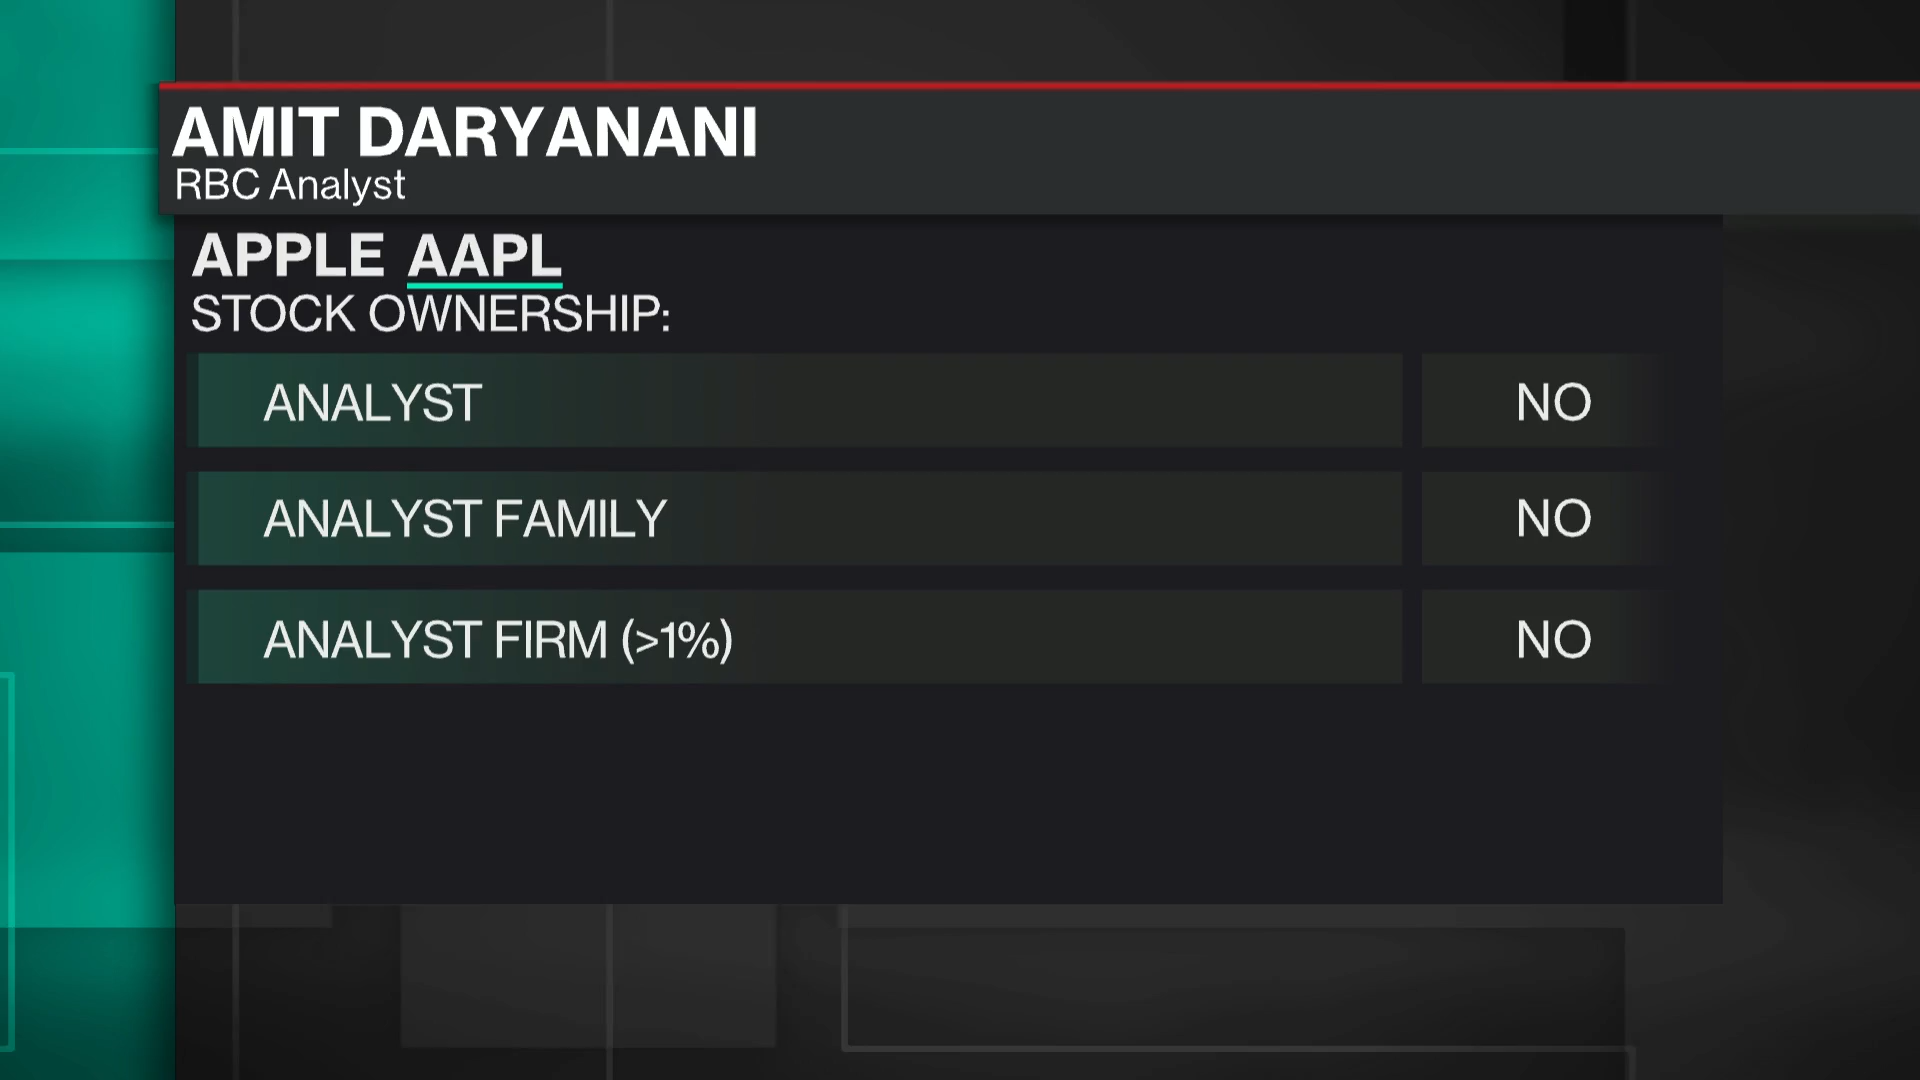 AMIT DARYANANI
RBC Analyst
APPLE AAPL
STOCK OWNERSHIP:
ANALYST NO
ANALYST FAMILY NO
ANALYST FIRM (>1%) NO